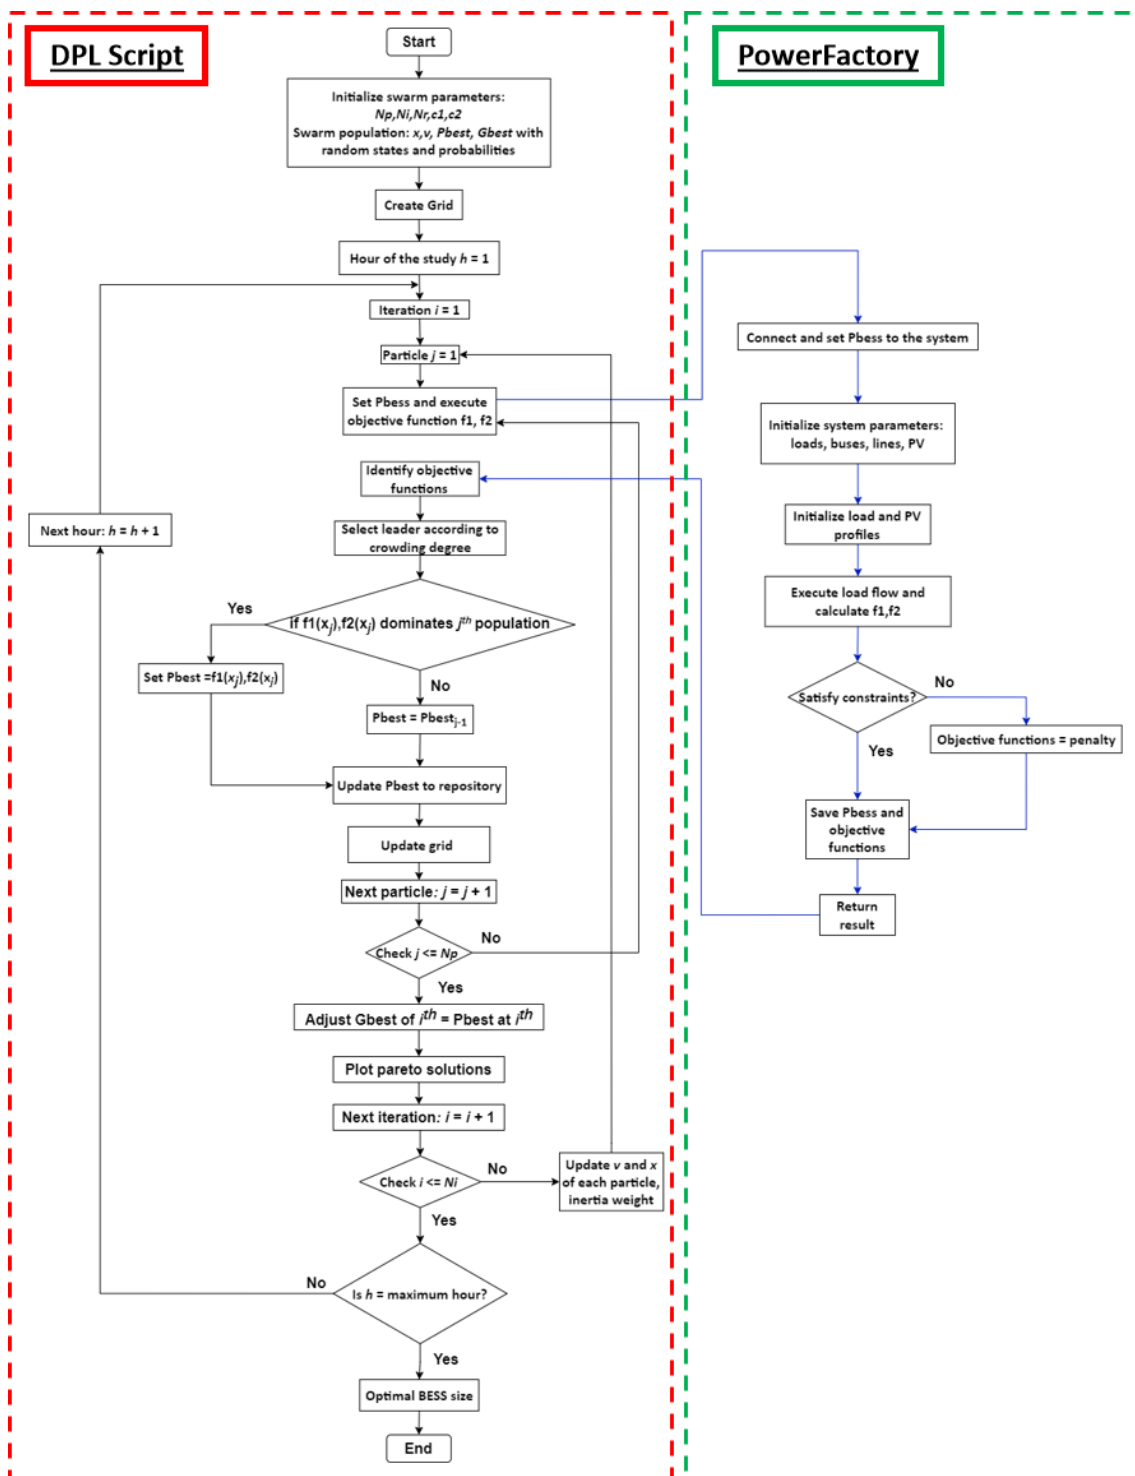 DPL Script
Start
Initialize swarm parameters:
Np,Ni,Nr,c1,c2
Swarm population: x,v, Pbest, Gbest with
random states and probabilities
Create Grid
Hour of the study h = 1
Iteration i = 1
Particle j = 1
Set Pbess and execute
objective function f1, f2
Identify objective
functions
Select leader according to
crowding degree
Next hour: h = h + 1
if f1(xj),f2(xj) dominates jth population
Yes
No
Set Pbest =f1(xj),f2(xj)
Pbest = Pbestj-1
Update Pbest to repository
Update grid
Next particle: j = j + 1
Check j <= Np
No
Yes
Adjust Gbest of ith = Pbest at ith
Plot pareto solutions
Next iteration: i = i + 1
Check i <= Ni
No
Update v and x
of each particle,
inertia weight
Yes
Is h = maximum hour?
No
Yes
Optimal BESS size
End
PowerFactory
Connect and set Pbess to the system
Initialize system parameters:
loads, buses, lines, PV
Initialize load and PV
profiles
Execute load flow and
calculate f1,f2
Satisfy constraints?
No
Objective functions = penalty
Yes
Save Pbess and
objective
functions
Return
result